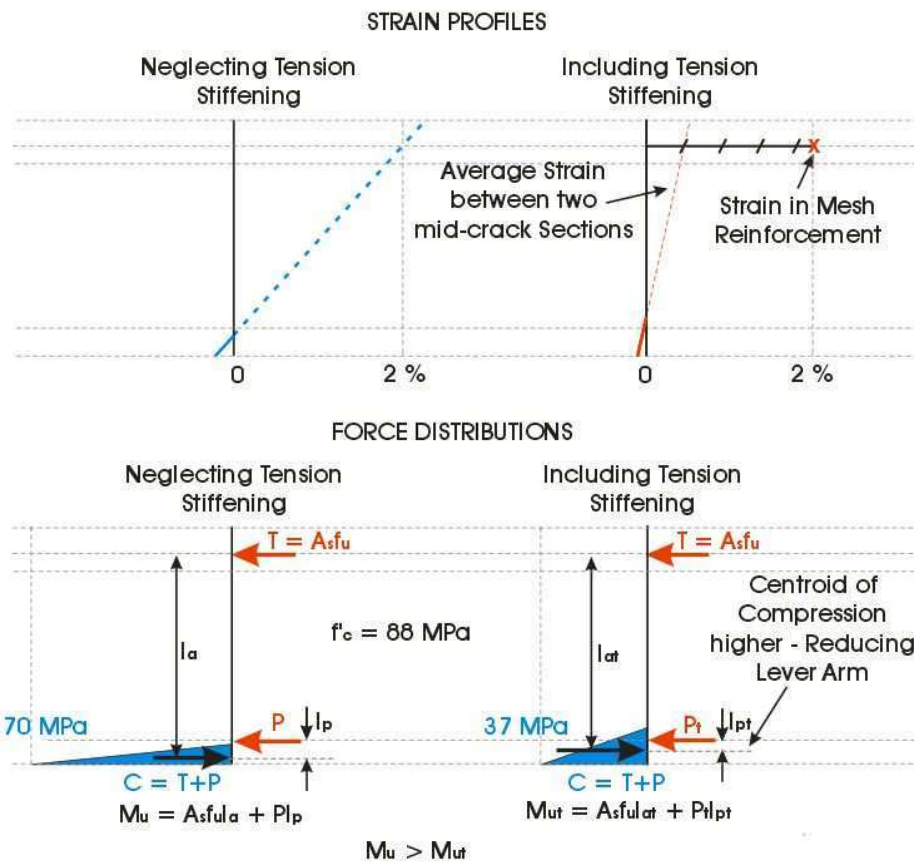 STRAIN PROFILES
Neglecting Tension
Stiffening
Including Tension
Stiffening
Average Strain
between two
mid-crack Sections
X
Strain in Mesh
Reinforcement
0
2 %
0
2 %
FORCE DISTRIBUTIONS
Neglecting Tension
Stiffening
Including Tension
Stiffening
T = Asfu
T = Asfu
la
f'c = 88 MPa
lat
Centroid of
Compression
higher - Reducing
Lever Arm
70 MPa
P
lp
37 MPa
Pt
lpt
C = T+P
C = T+P
Mu = Asfula + Plp
Mut = Asfulat + Ptlpt
Mu > Mut